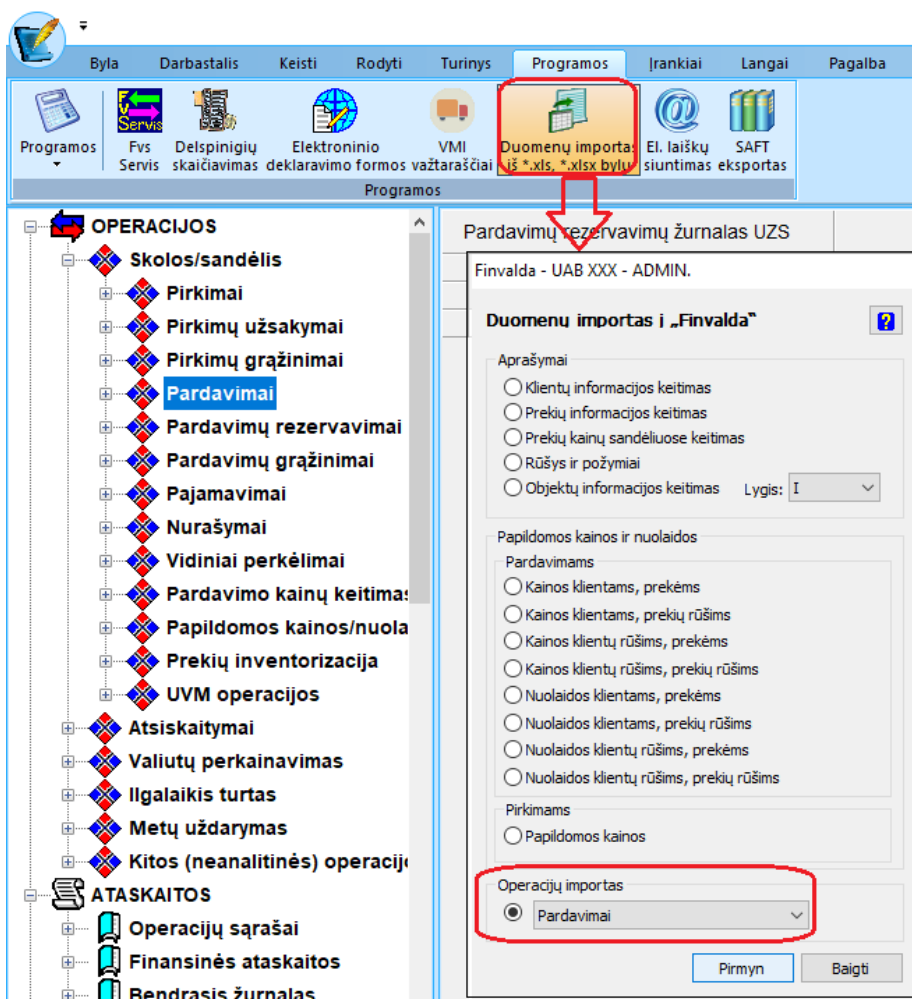 Byla Darbastalis Keisti Rodyti Turinys Programos Įrankiai Langai Pagalba
Programos
Fvs Servis
Fvs
Servis
Delspinigių
skaičiavimas
Elektroninio
deklaravimo formos
VMI
važtaraščiai
Duomenų importas
iš *.xls, *.xlsx bylų
El. laiškų
siuntimas
SAFT
eksportas
Programos
OPERACIJOS
Skolos/sandėlis
Pirkimai
Pirkimų užsakymai
Pirkimų grąžinimai
Pardavimai
Pardavimų rezervavimai
Pardavimų grąžinimai
Pajamavimai
Nurašymai
Vidiniai perkėlimai
Pardavimo kainų keitimas
Papildomos kainos/nuola
Prekių inventorizacija
UVM operacijos
Atsiskaitymai
Valiutų perkainavimas
Ilgalaikis turtas
Metų uždarymas
Kitos (neanalitinės) operacij
ATASKAITOS
Operacijų sąrašai
Finansinės ataskaitos
Bendrasis žurnalas
Pardavimų rezervavimų žurnalas UZS
Finvalda - UAB XXX - ADMIN.
Duomenų importas į „Finvalda“
Aprašymai
Klientų informacijos keitimas
Prekių informacijos keitimas
Prekių kainų sandėliuose keitimas
Rūšys ir požymiai
Objektų informacijos keitimas Lygis: I
Papildomos kainos ir nuolaidos
Pardavimams
Kainos klientams, prekėms
Kainos klientams, prekių rūšims
Kainos klientų rūšims, prekėms
Kainos klientų rūšims, prekių rūšims
Nuolaidos klientams, prekėms
Nuolaidos klientams, prekių rūšims
Nuolaidos klientų rūšims, prekėms
Nuolaidos klientų rūšims, prekių rūšims
Pirkimams
Papildomos kainos
Operacijų importas
Pardavimai
Pirmyn Baigti